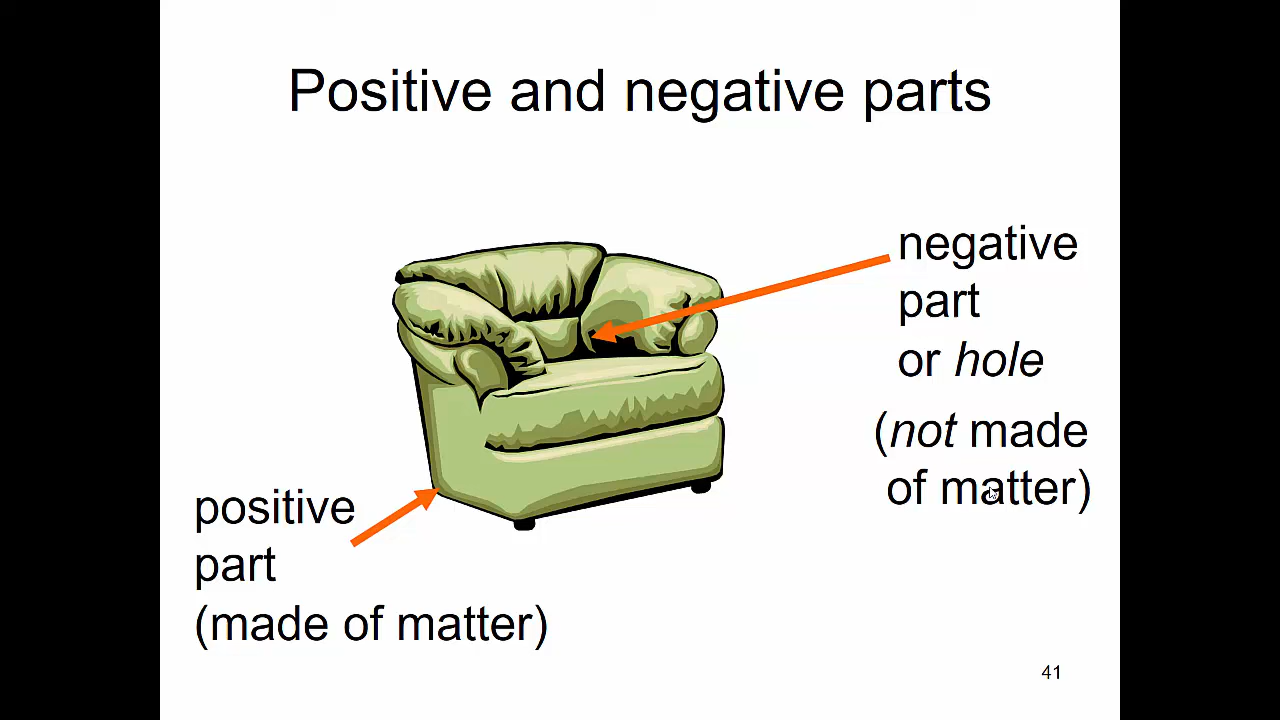 Positive and negative parts
negative
part
or hole
(not made
of matter)
positive
part
(made of matter)
41